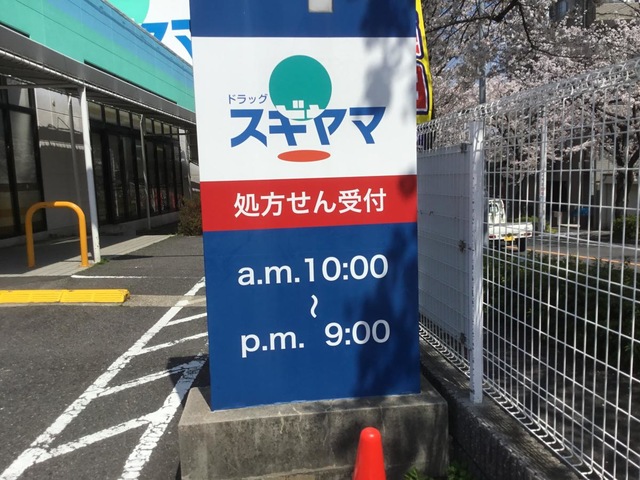 ドラッグ
スギヤマ
処方せん受付
a.m.10:00
〜
p.m. 9:00